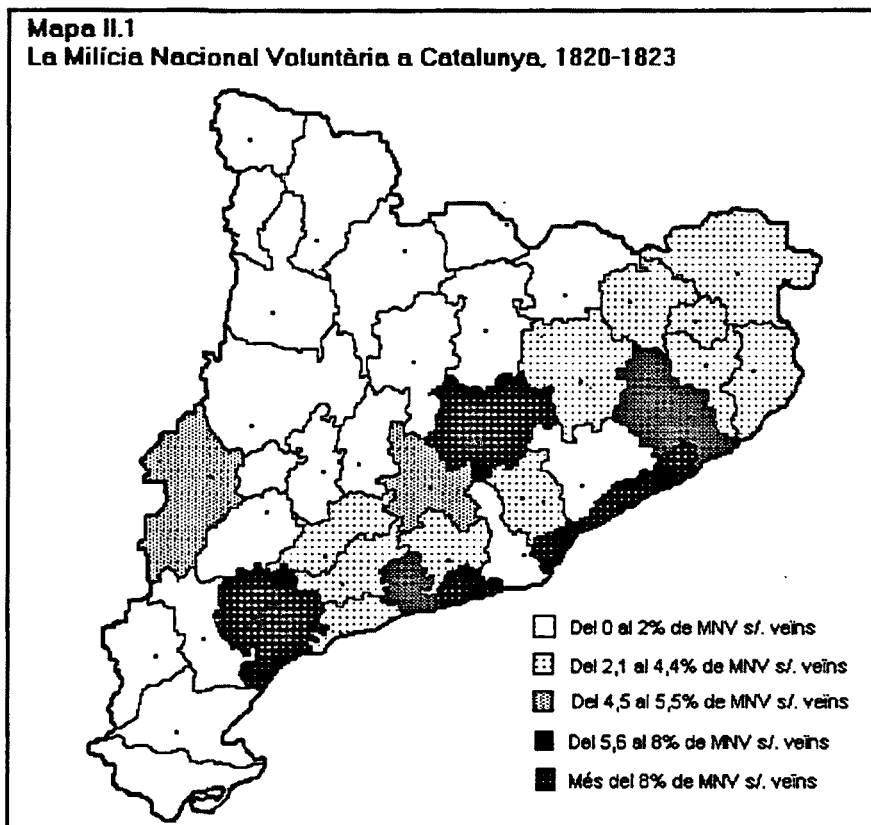 Mapa II.1
La Milícia Nacional Voluntària a Catalunya, 1820-1823
Del 0 al 2% de MNV s/. veïns
Del 2,1 al 4,4% de MNV s/. veïns
Del 4,5 al 5,5% de MNV s/. veïns
Del 5,6 al 8% de MNV s/. veïns
Més del 8% de MNV s/. veïns